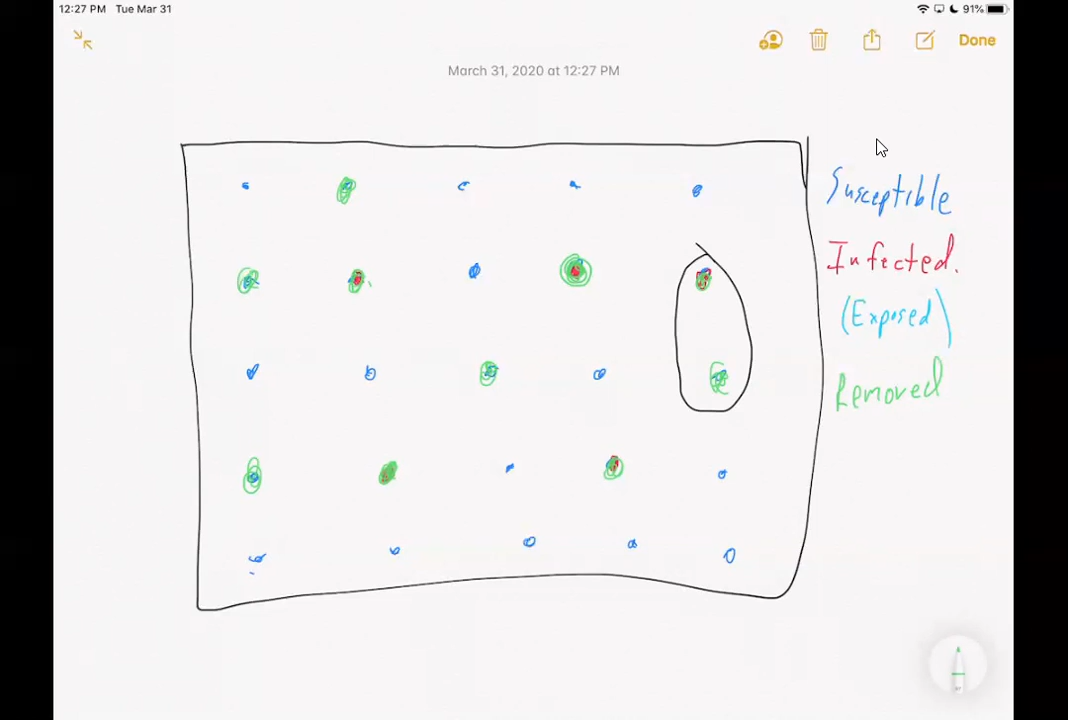 12:27 PM Tue Mar 31
91%
Done
March 31, 2020 at 12:27 PM
Susceptible
Infected.
(Exposed)
Removed